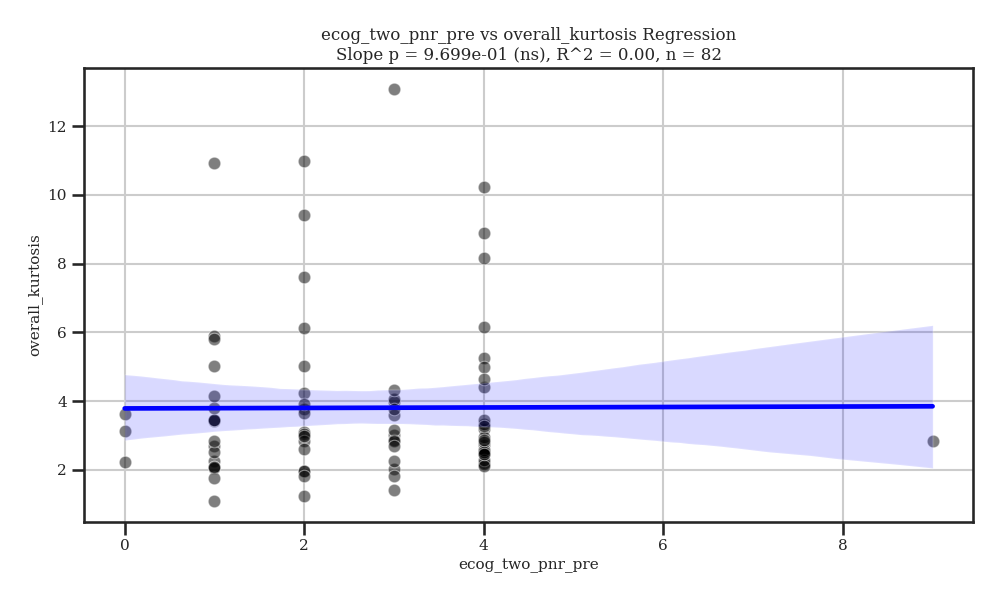 ecog_two_pnr_pre vs overall_kurtosis Regression
Slope p = 9.699e-01 (ns), R^2 = 0.00, n = 82
12
10
8
6
4
2
overall_kurtosis
0
2
4
6
8
ecog_two_pnr_pre